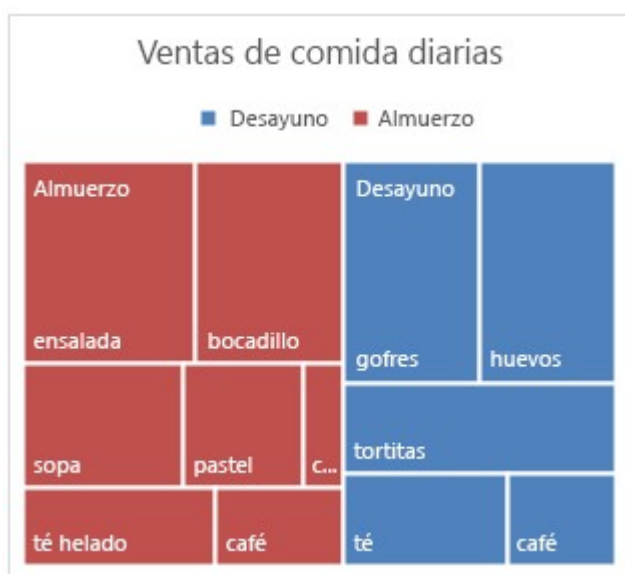 Ventas de comida diarias
Desayuno Almuerzo
Almuerzo
ensalada
bocadillo
sopa
pastel
c...
té helado
café
Desayuno
gofres
huevos
tortitas
té
café